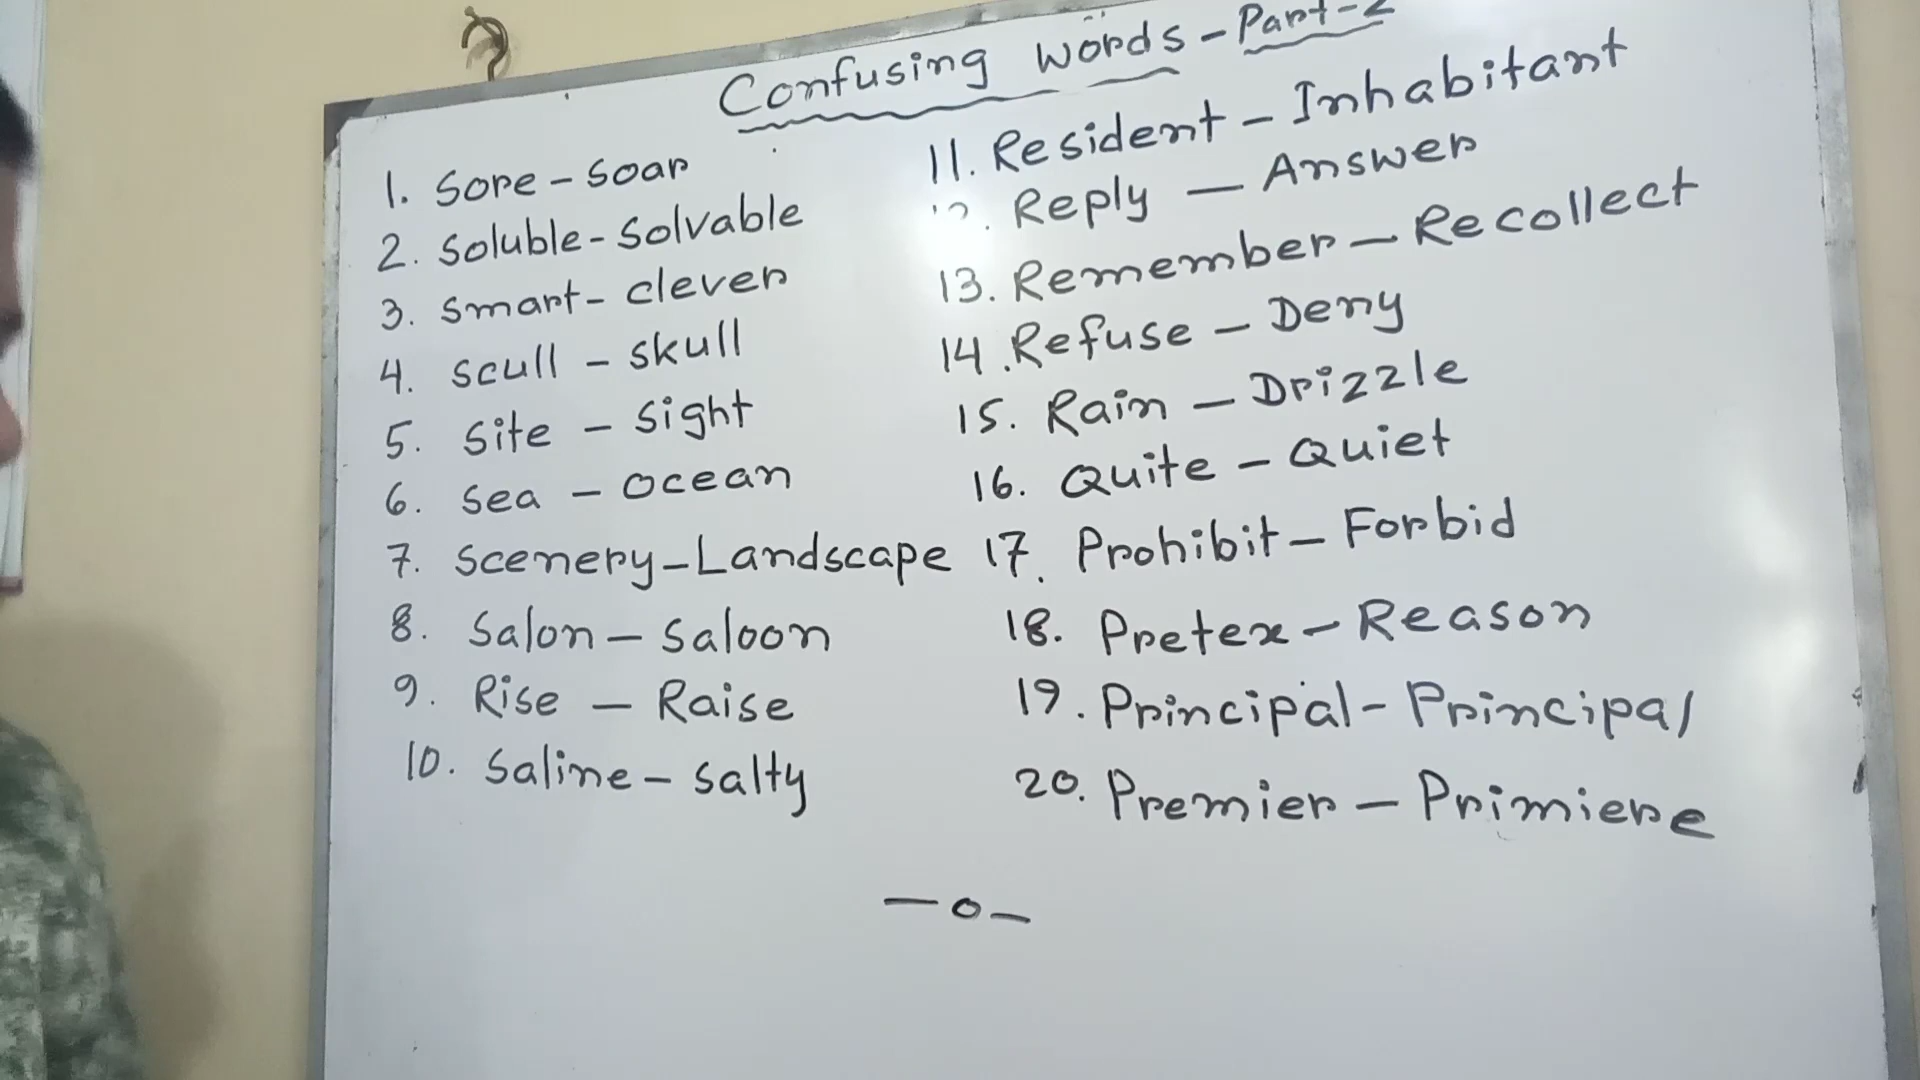 Confusing words - Part-2
1. Sore - Soar
2. Soluble - Solvable
3. Smart - clever
4. Scull - Skull
5. Site - Sight
6. Sea - Ocean
7. Scenery - Landscape
8. Salon - Saloon
9. Rise - Raise
10. Saline - Salty
11. Resident - Inhabitant
12. Reply - Answer
13. Remember - Recollect
14. Refuse - Deny
15. Rain - Drizzle
16. Quite - Quiet
17. Prohibit - Forbid
18. Pretex - Reason
19. Principal - Principal
20. Premier - Primiere
-o-